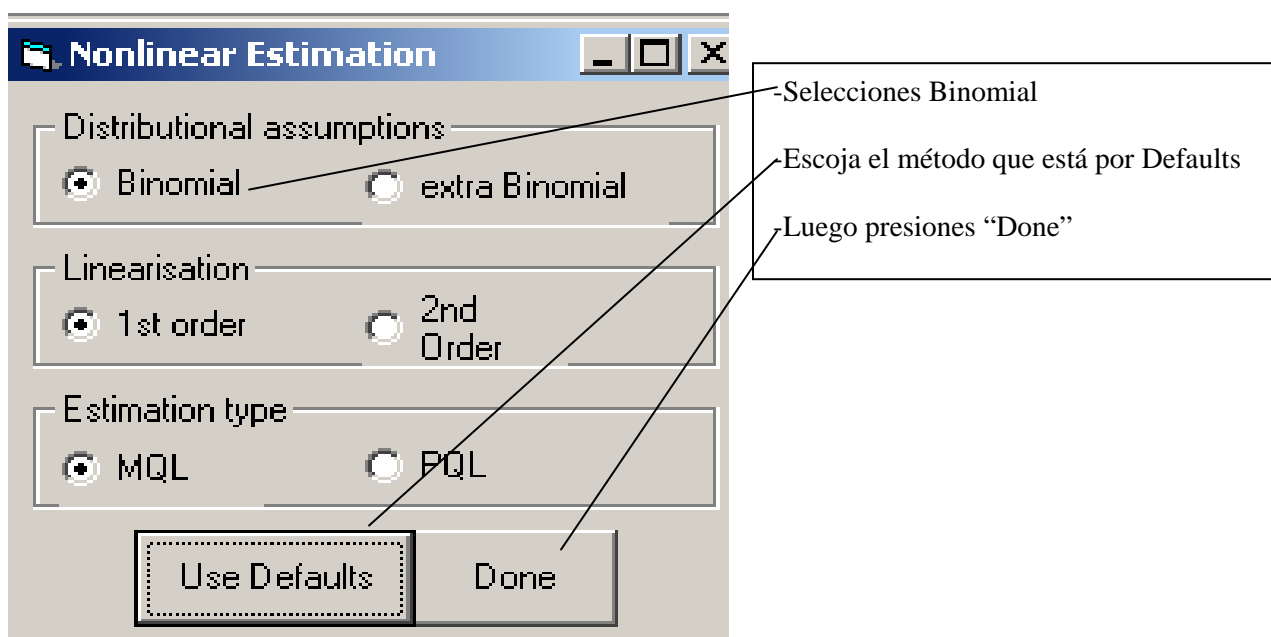 Nonlinear Estimation
Distributional assumptions
Binomial extra Binomial
Linearisation
1st order 2nd
Order
Estimation type
MQL PQL
Use Defaults Done
-Selecciones Binomial
-Escoja el método que está por Defaults
-Luego presiones “Done”